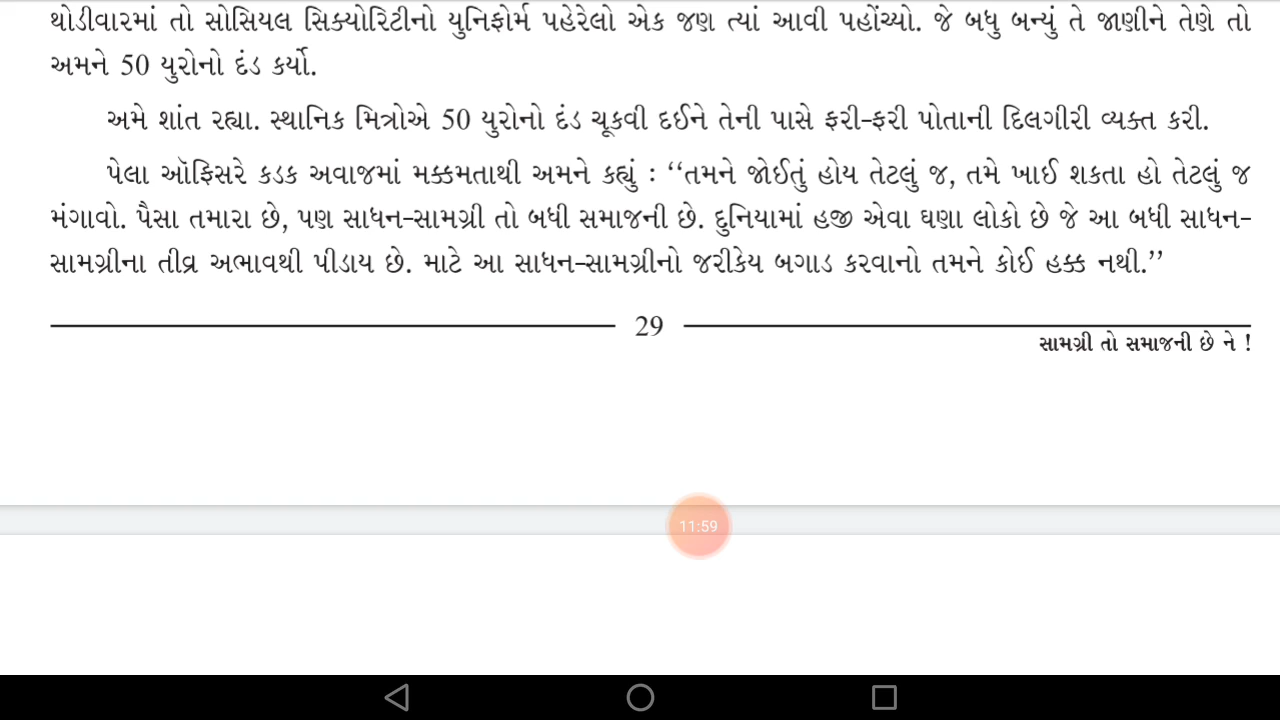 થોડીવારમાં તો સોસિયલ સિક્યોરિટીનો યુનિફોર્મ પહેરેલો એક જણ ત્યાં આવી પહોંચ્યો. જે બધુ બન્યું તે જાણીને તેણે તો
અમને 50 યુરોનો દંડ કર્યો.
અમે શાંત રહ્યા. સ્થાનિક મિત્રોએ 50 યુરોનો દંડ ચૂકવી દઈને તેની પાસે ફરી-ફરી પોતાની દિલગીરી વ્યક્ત કરી.
પેલા ઑફિસરે કડક અવાજમાં મક્કમતાથી અમને કહ્યું : ‘‘તમને જોઈતું હોય તેટલું જ, તમે ખાઈ શકતા હો તેટલું જ
મંગાવો. પૈસા તમારા છે, પણ સાધન-સામગ્રી તો બધી સમાજની છે. દુનિયામાં હજી એવા ઘણા લોકો છે જે આ બધી સાધન-
સામગ્રીના તીવ્ર અભાવથી પીડાય છે. માટે આ સાધન-સામગ્રીનો જરીકેય બગાડ કરવાનો તમને કોઈ હક્ક નથી.’’
29
સામગ્રી તો સમાજની છે ને !
11:59